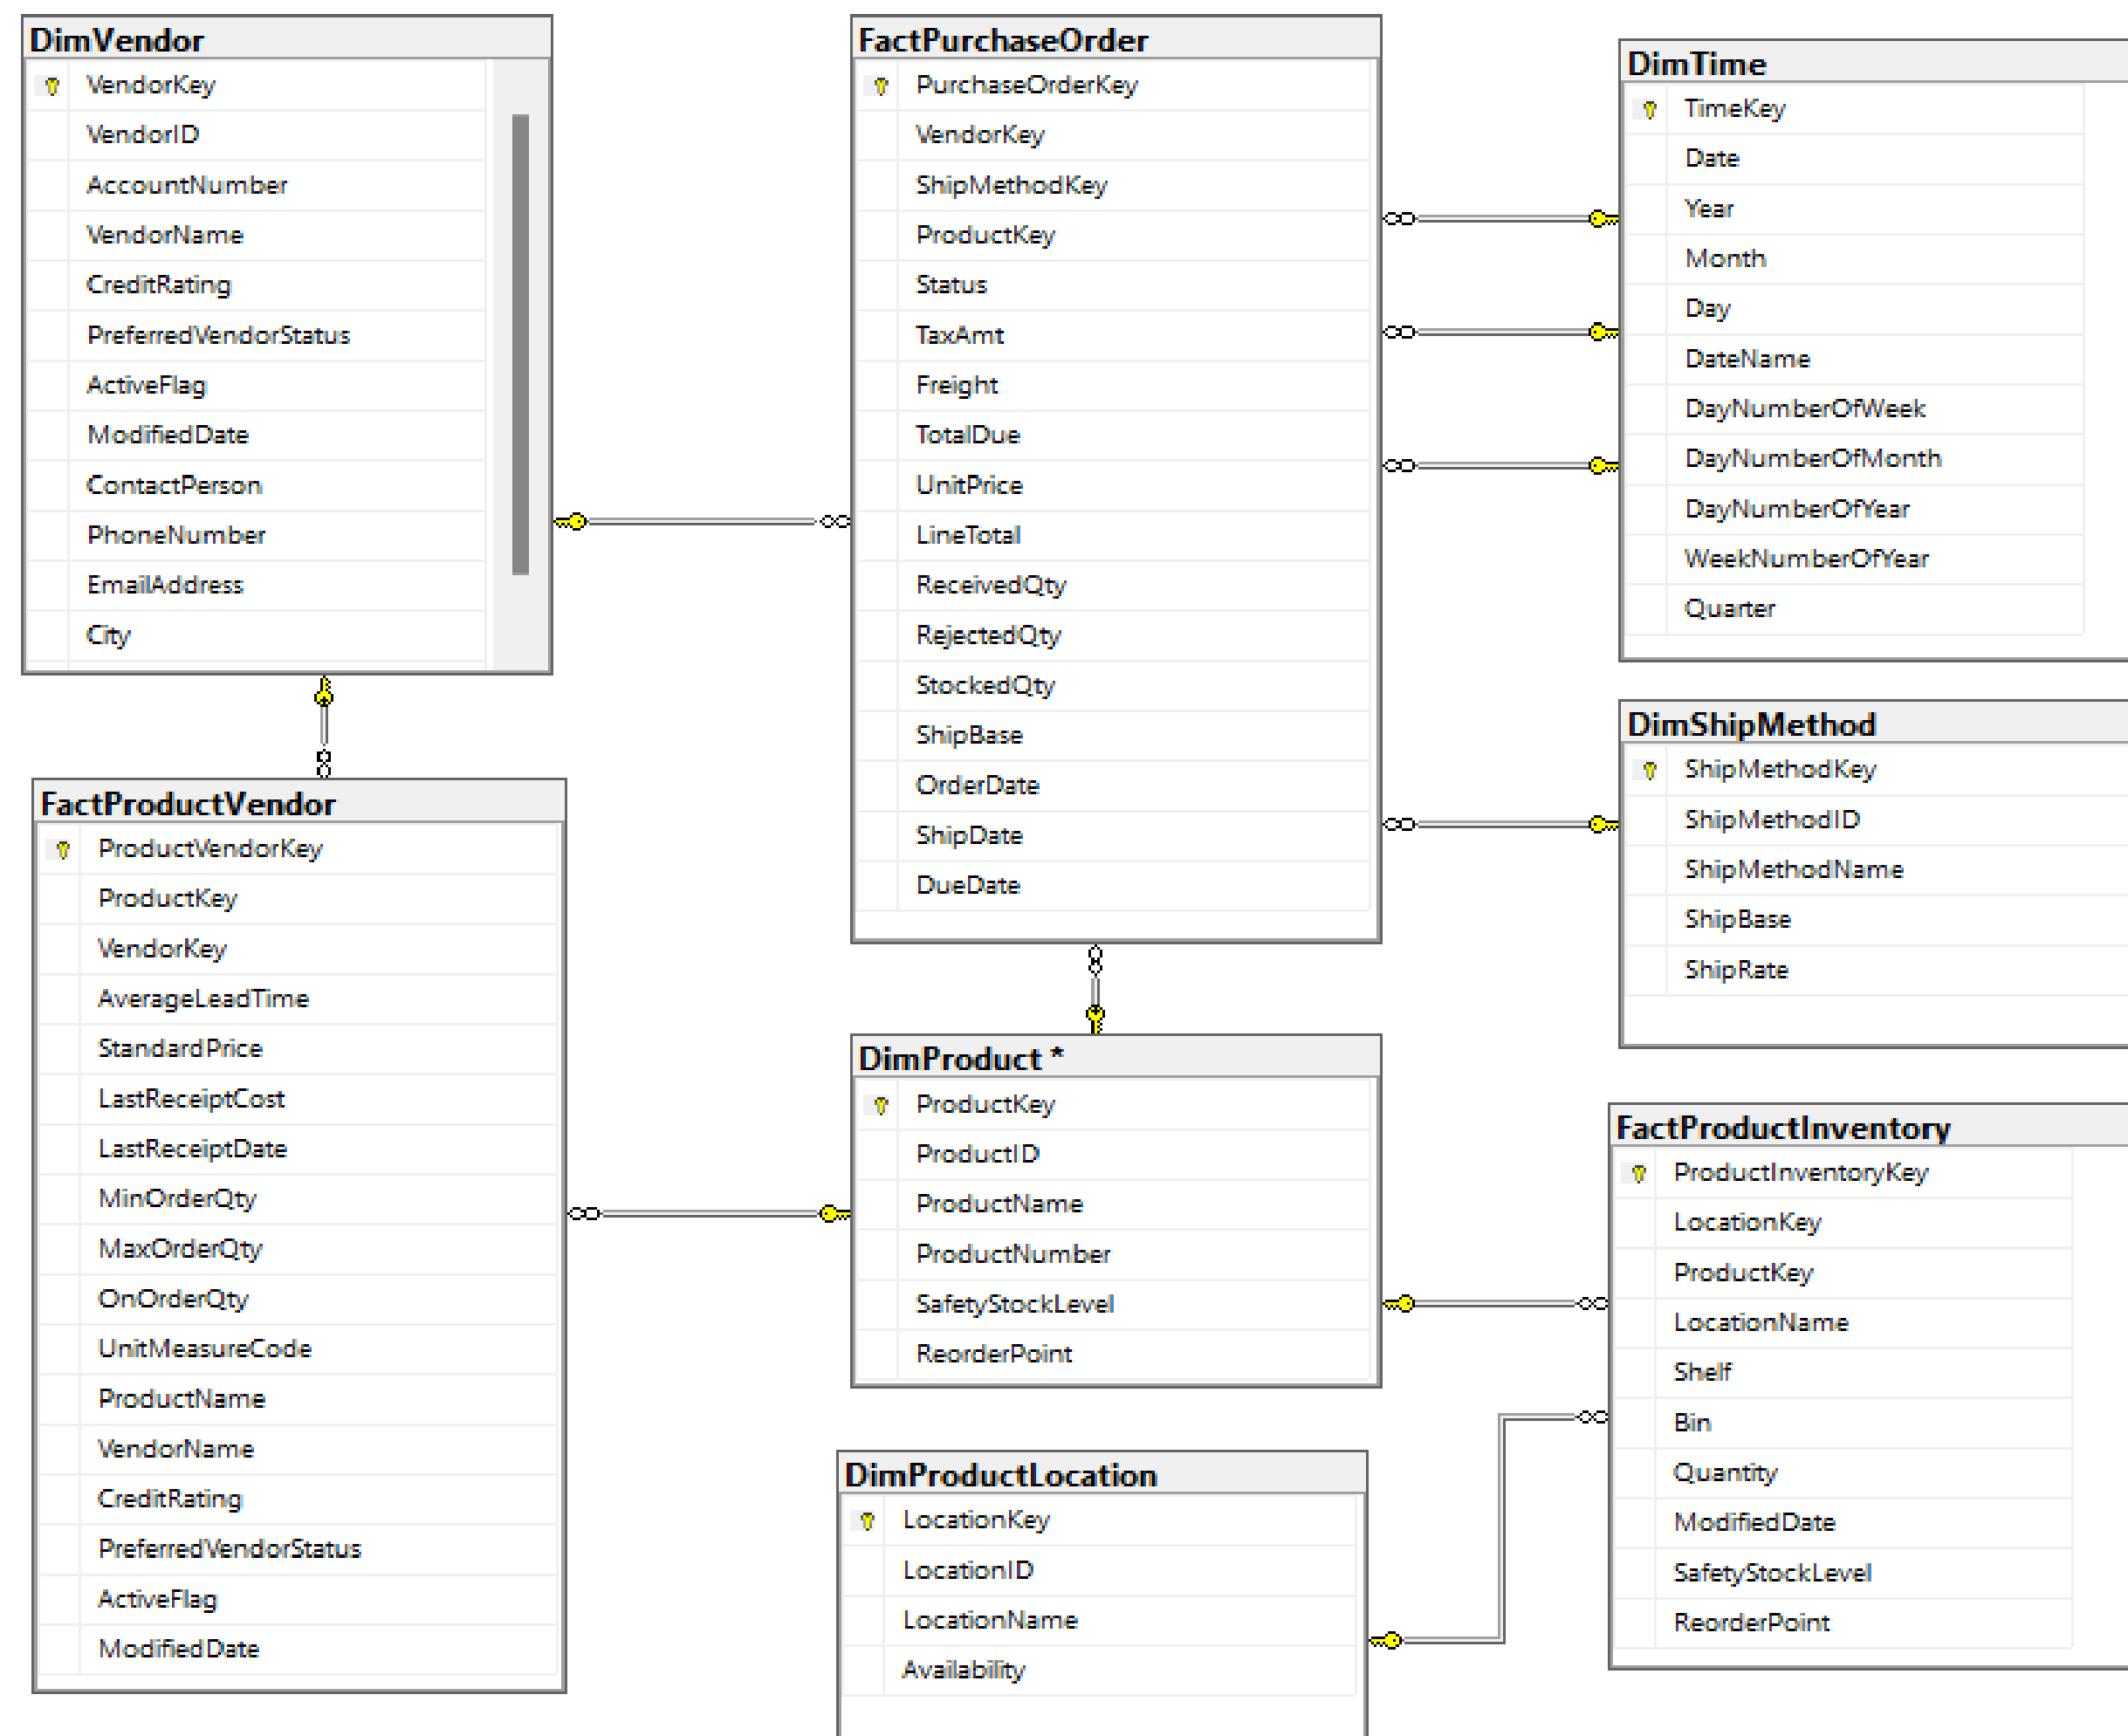 DimVendor
VendorKey
VendorID
AccountNumber
VendorName
CreditRating
PreferredVendorStatus
ActiveFlag
ModifiedDate
ContactPerson
PhoneNumber
EmailAddress
City
FactPurchaseOrder
PurchaseOrderKey
VendorKey
ShipMethodKey
ProductKey
Status
TaxAmt
Freight
TotalDue
UnitPrice
LineTotal
ReceivedQty
RejectedQty
StockedQty
ShipBase
OrderDate
ShipDate
DueDate
DimTime
TimeKey
Date
Year
Month
Day
DateName
DayNumberOfWeek
DayNumberOfMonth
DayNumberOfYear
WeekNumberOfYear
Quarter
DimShipMethod
ShipMethodKey
ShipMethodID
ShipMethodName
ShipBase
ShipRate
FactProductVendor
ProductVendorKey
ProductKey
VendorKey
AverageLeadTime
StandardPrice
LastReceiptCost
LastReceiptDate
MinOrderQty
MaxOrderQty
OnOrderQty
UnitMeasureCode
ProductName
VendorName
CreditRating
PreferredVendorStatus
ActiveFlag
ModifiedDate
DimProduct *
ProductKey
ProductID
ProductName
ProductNumber
SafetyStockLevel
ReorderPoint
FactProductInventory
ProductInventoryKey
LocationKey
ProductKey
LocationName
Shelf
Bin
Quantity
ModifiedDate
SafetyStockLevel
ReorderPoint
DimProductLocation
LocationKey
LocationID
LocationName
Availability